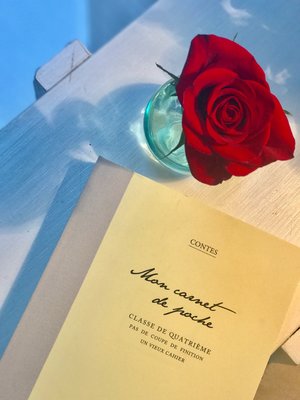 CONTES
Mon carnet
de poche
CLASSE DE QUATRIÈME
PAS DE COUPE DE FINITION
UN VIEUX CAHIER